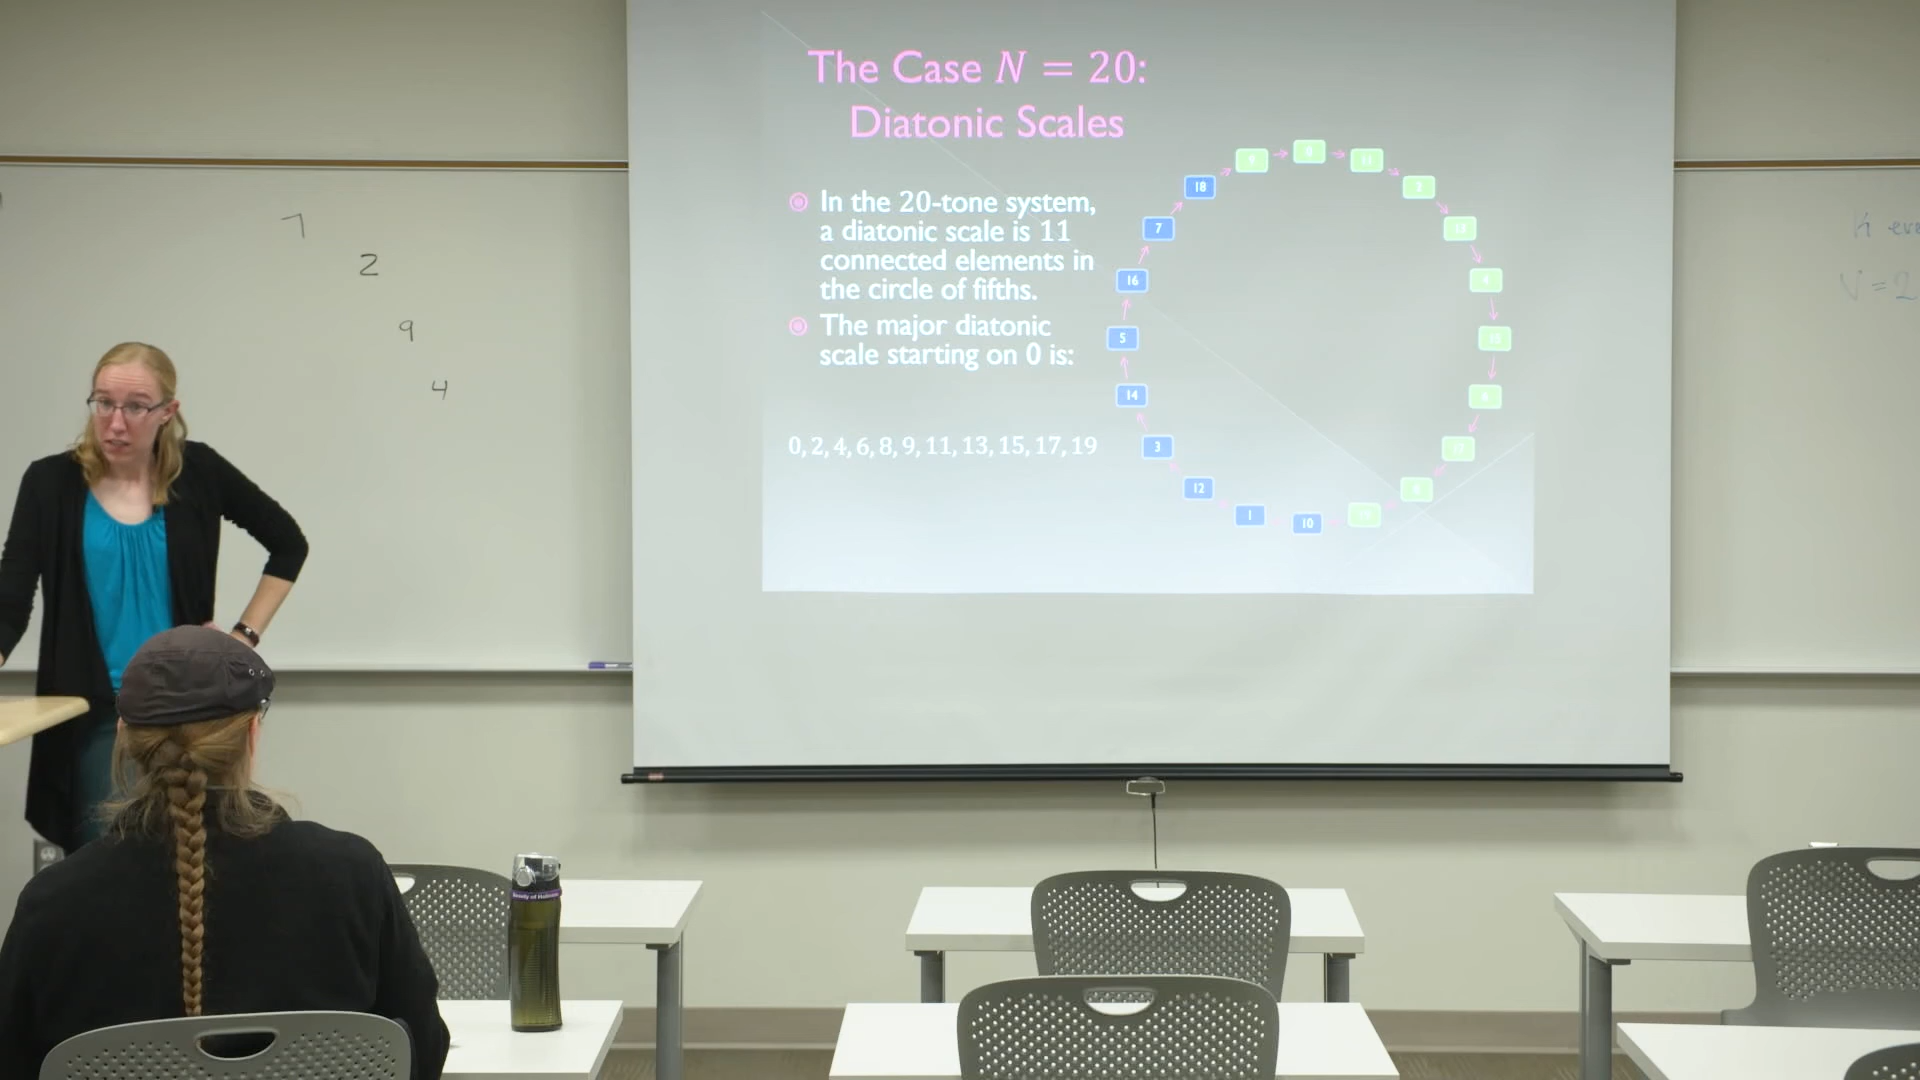 The Case N = 20:
Diatonic Scales
In the 20-tone system,
a diatonic scale is 11
connected elements in
the circle of fifths.
The major diatonic
scale starting on 0 is:
0, 2, 4, 6, 8, 9, 11, 13, 15, 17, 19
18
7
16
5
14
3
12
1
10
7
2
9
4
V = 2